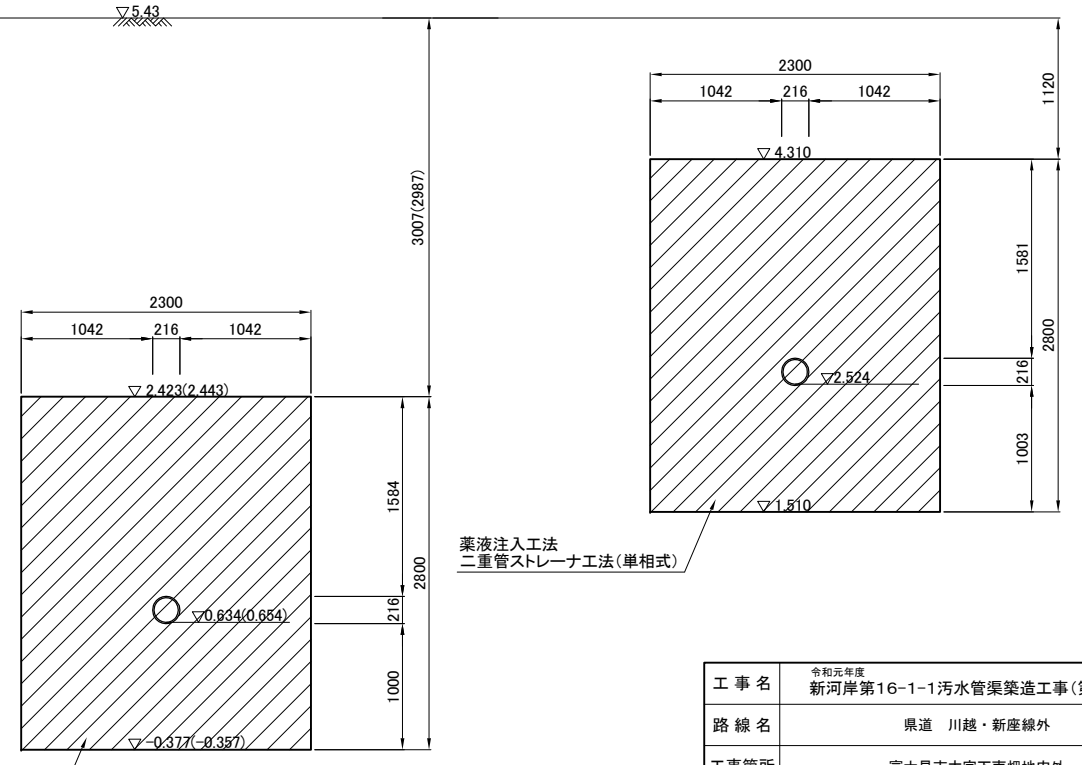 ▽5.43
3007(2987)
2300
1042 216 1042
▽2.423(2.443)
1584
216
1000
2800
▽0.634(0.654)
▽-0.377(-0.357)
2300
1042 216 1042
1120
▽4.310
1581
216
1003
2800
▽2.524
▽1.510
薬液注入工法
二重管ストレーナ工法(単相式)
令和元年度
工事名 新河岸第16-1-1汚水管渠築造工事(
路線名 県道 川越・新座線外
工事箇所